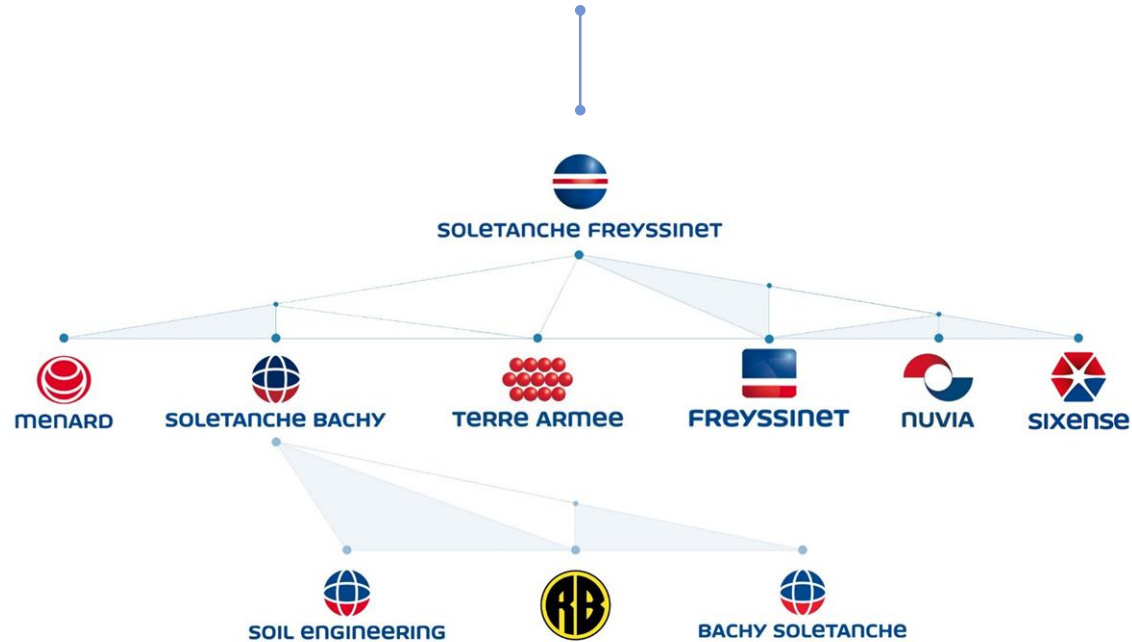 SOLETANCHE FREYSSINET
MENARD
SOLETANCHE BACHY
TERRE ARMEE
FREYSSINET
NUVIA
SIXENSE
SOIL ENGINEERING
RB
BACHY SOLETANCHE